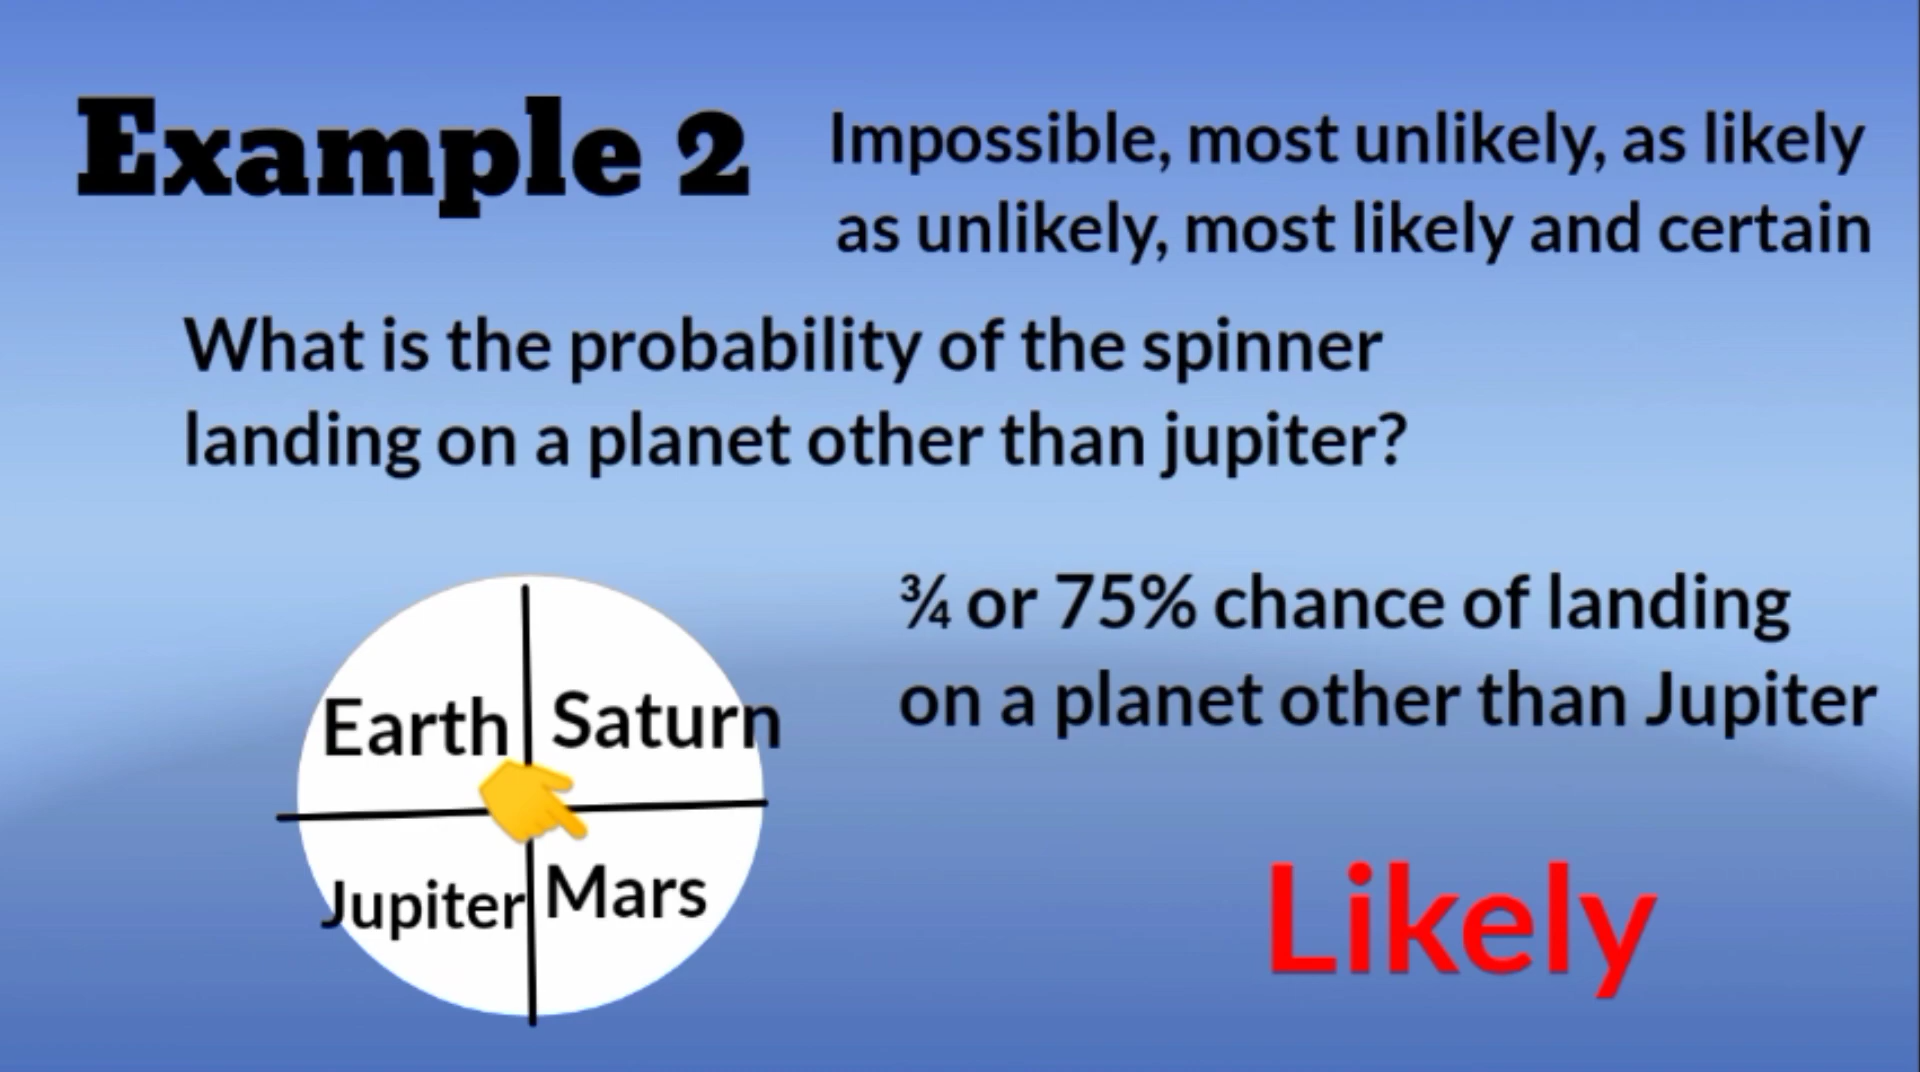 Example 2
Impossible, most unlikely, as likely
as unlikely, most likely and certain
What is the probability of the spinner
landing on a planet other than jupiter?
Earth
Saturn
Jupiter
Mars
¾ or 75% chance of landing
on a planet other than Jupiter
Likely